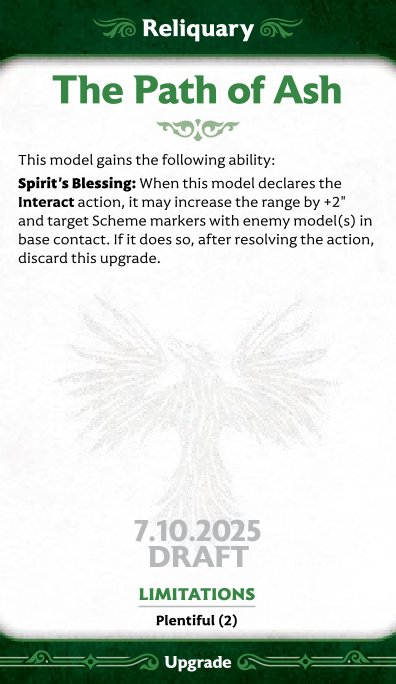 Reliquary
The Path of Ash
This model gains the following ability:
Spirit's Blessing: When this model declares the
Interact action, it may increase the range by +2"
and target Scheme markers with enemy model(s) in
base contact. If it does so, after resolving the action,
discard this upgrade.
7.10.2025
DRAFT
LIMITATIONS
Plentiful (2)
Upgrade